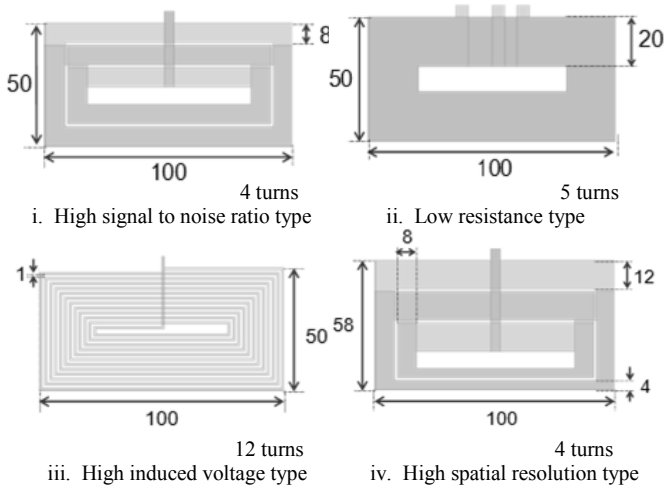 8
50
100
4 turns
i. High signal to noise ratio type
20
50
100
5 turns
ii. Low resistance type
1
50
100
12 turns
iii. High induced voltage type
8
12
58
4
100
4 turns
iv. High spatial resolution type